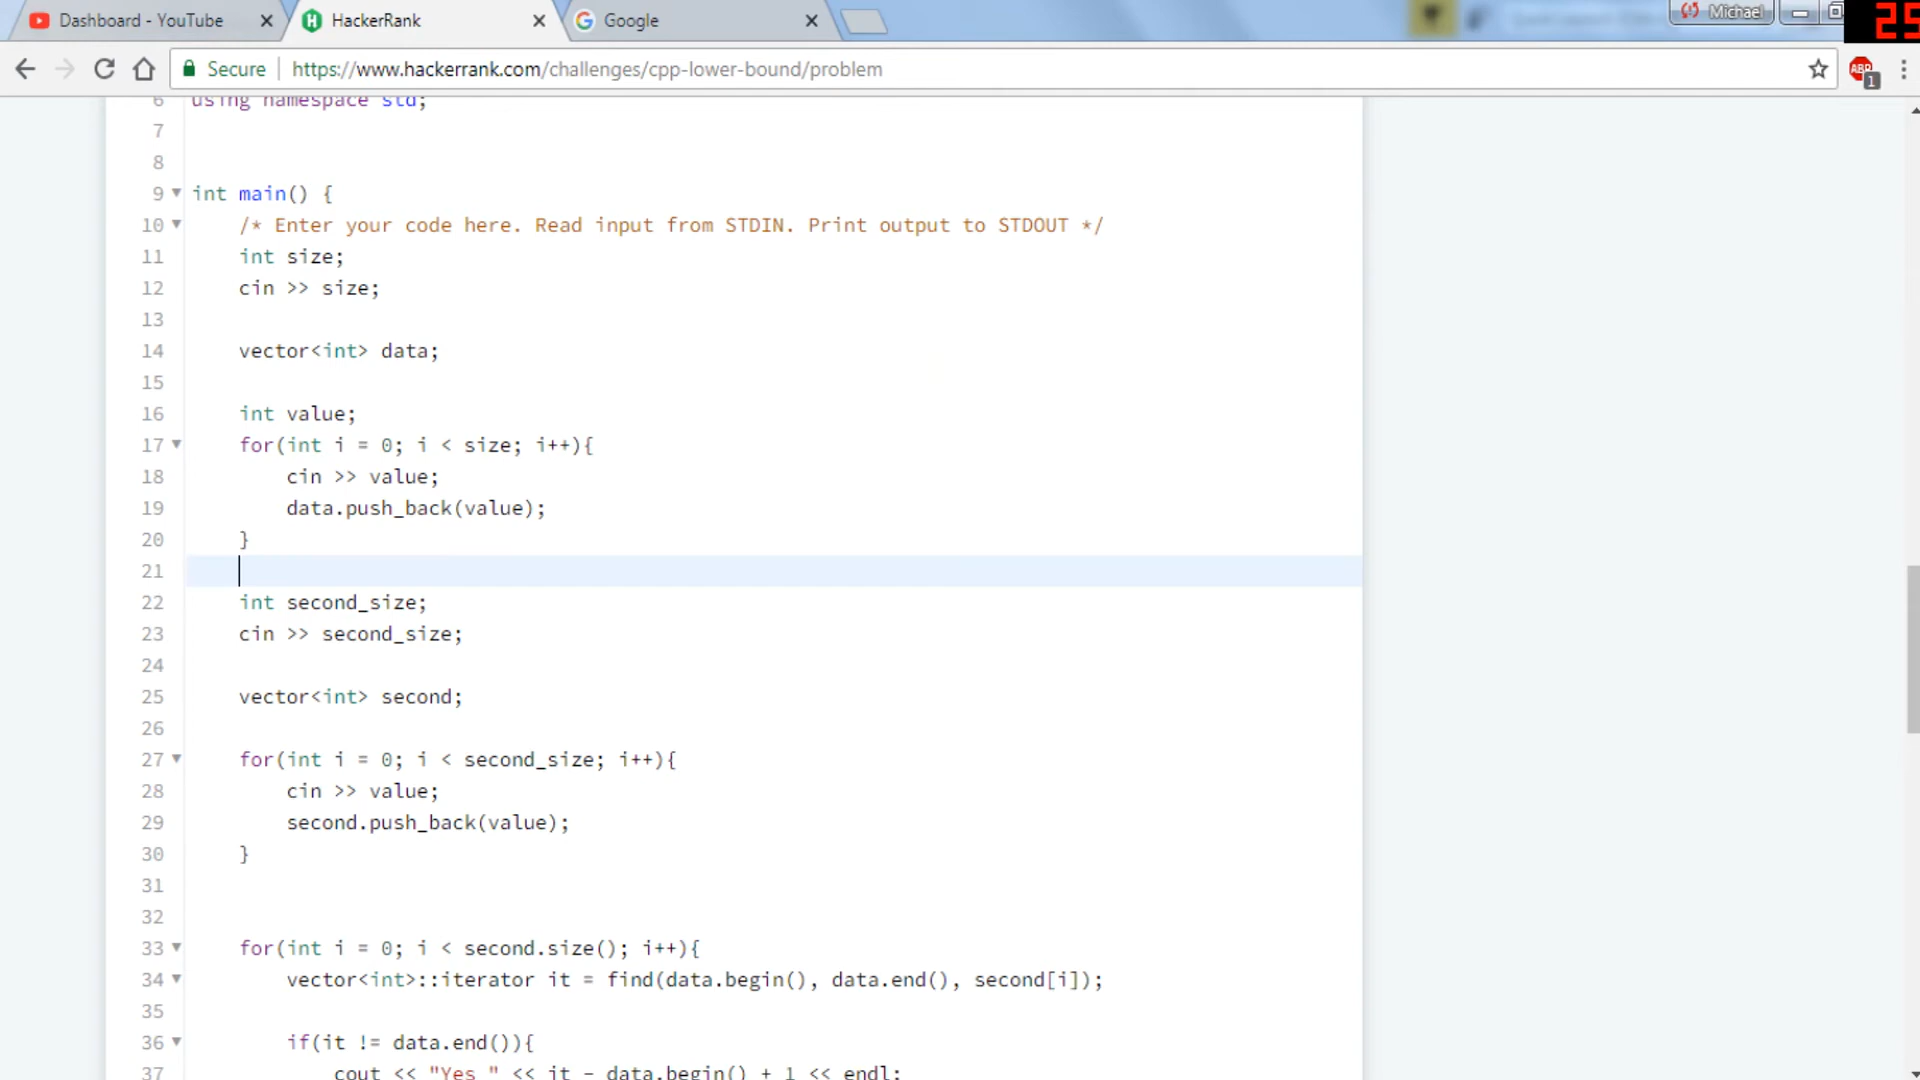 Dashboard - YouTube
HackerRank
Google
Michael
25
Secure
https://www.hackerrank.com/challenges/cpp-lower-bound/problem
ABP
1
6 using namespace std;
7
8
9 int main() {
10 /* Enter your code here. Read input from STDIN. Print output to STDOUT */
11 int size;
12 cin >> size;
13
14 vector<int> data;
15
16 int value;
17 for(int i = 0; i < size; i++){
18 cin >> value;
19 data.push_back(value);
20 }
21
22 int second_size;
23 cin >> second_size;
24
25 vector<int> second;
26
27 for(int i = 0; i < second_size; i++){
28 cin >> value;
29 second.push_back(value);
30 }
31
32
33 for(int i = 0; i < second.size(); i++){
34 vector<int>::iterator it = find(data.begin(), data.end(), second[i]);
35
36 if(it != data.end()){
37 cout << "Yes " << it - data.begin() + 1 << endl;